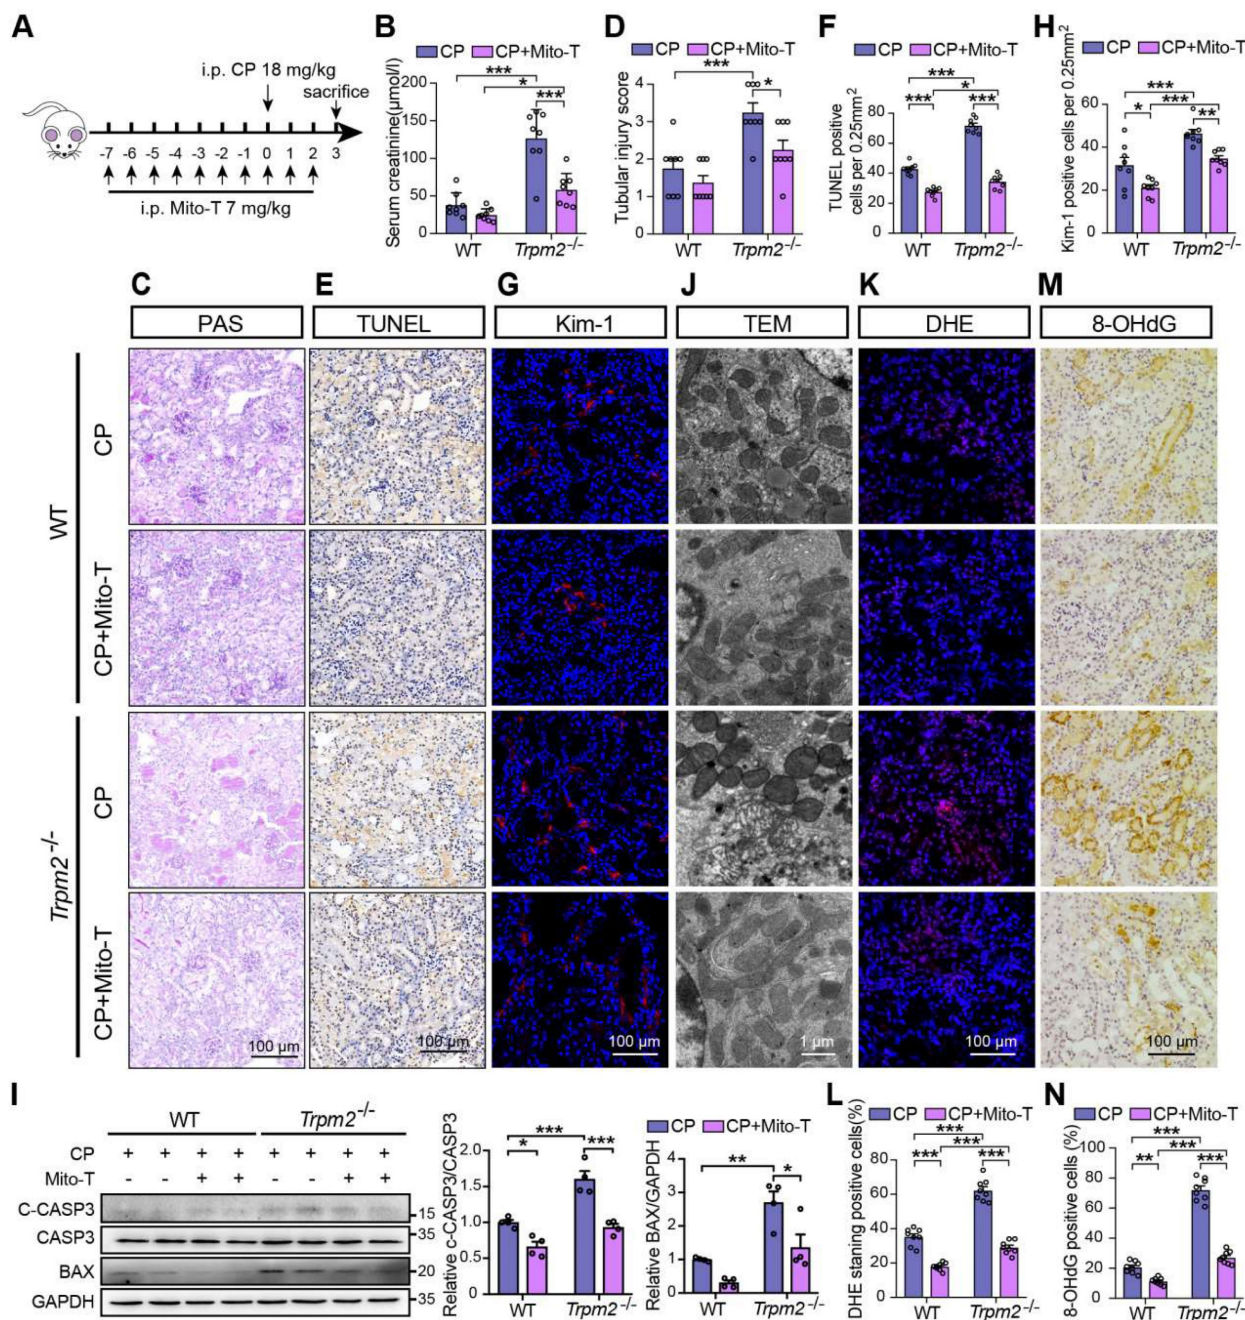 A
i.p. CP 18 mg/kg
sacrifice
-7 -6 -5 -4 -3 -2 -1 0 1 2 3
i.p. Mito-T 7 mg/kg
B
CP CP+Mito-T
Serum creatinine(μmol/l)
200
150
100
50
0
***
*
***
WT Trpm2-/-
D
CP CP+Mito-T
Tubular injury score
5
4
3
2
1
0
***
*
WT Trpm2-/-
F
CP CP+Mito-T
TUNEL positive
cells per 0.25mm2
100
80
60
40
20
0
***
*
*** ***
WT Trpm2-/-
H
CP CP+Mito-T
Kim-1 positive cells per 0.25mm2
80
60
40
20
0
***
* *** **
WT Trpm2-/-
C E G J K M
PAS TUNEL Kim-1 TEM DHE 8-OHdG
WT
CP
CP+Mito-T
Trpm2-/-
CP
CP+Mito-T
100 μm 100 μm 100 μm 1 μm 100 μm 100 μm
I
WT Trpm2-/-
CP + + + + + + + +
Mito-T - - + + - - + +
C-CASP3 15
CASP3 35
BAX 20
GAPDH 35
Relative c-CASP3/CASP3
2.0
1.5
1.0
0.5
0.0
***
* ***
WT Trpm2-/-
CP CP+Mito-T
Relative BAX/GAPDH
4
3
2
1
0
**
*
WT Trpm2-/-
L
CP CP+Mito-T
DHE staning positive cells(%)
80
60
40
20
0
***
***
*** ***
WT Trpm2-/-
N
CP CP+Mito-T
8-OHdG positive cells (%)
100
80
60
40
20
0
***
***
** ***
WT Trpm2-/-